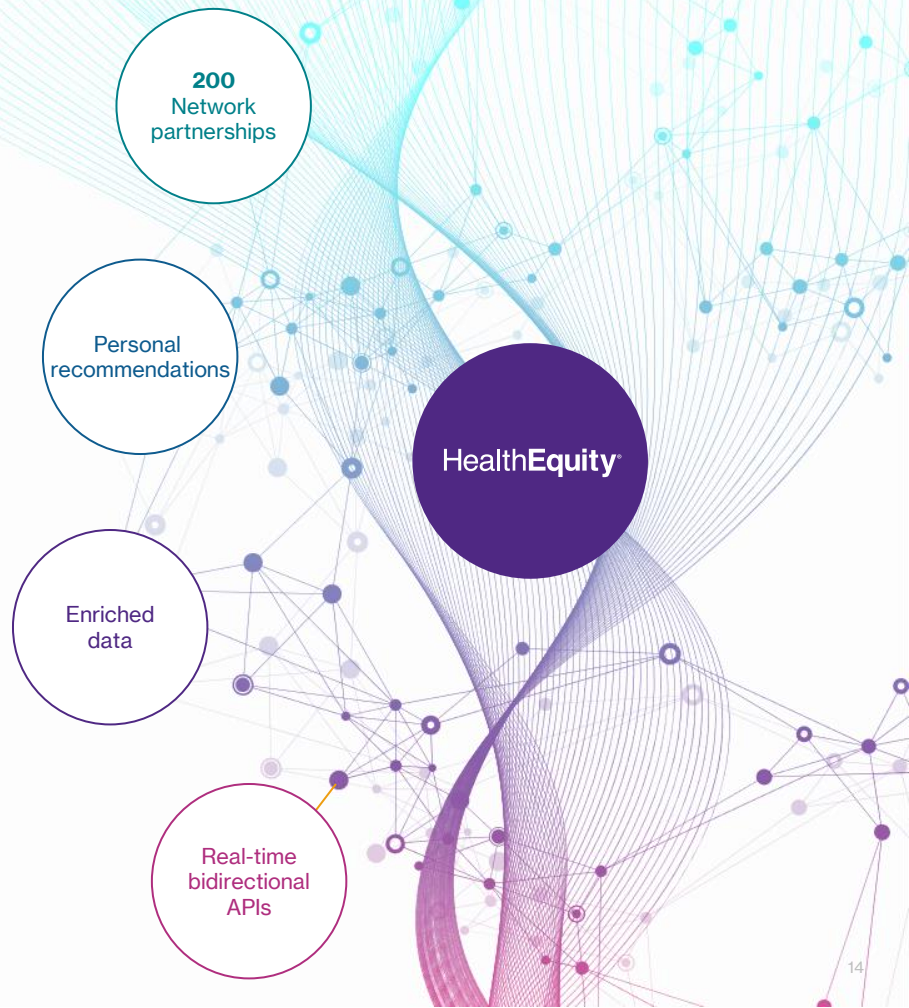 200
Network
partnerships
Personal
recommendations
HealthEquity®
Enriched
data
Real-time
bidirectional
APIs
14